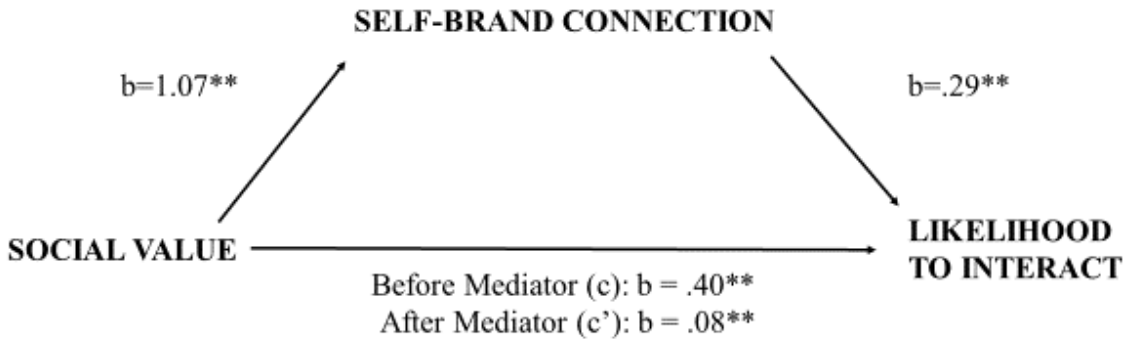 SELF-BRAND CONNECTION
b=1.07**
b=.29**
SOCIAL VALUE
LIKELIHOOD
TO INTERACT
Before Mediator (c): b = .40**
After Mediator (c’): b = .08**